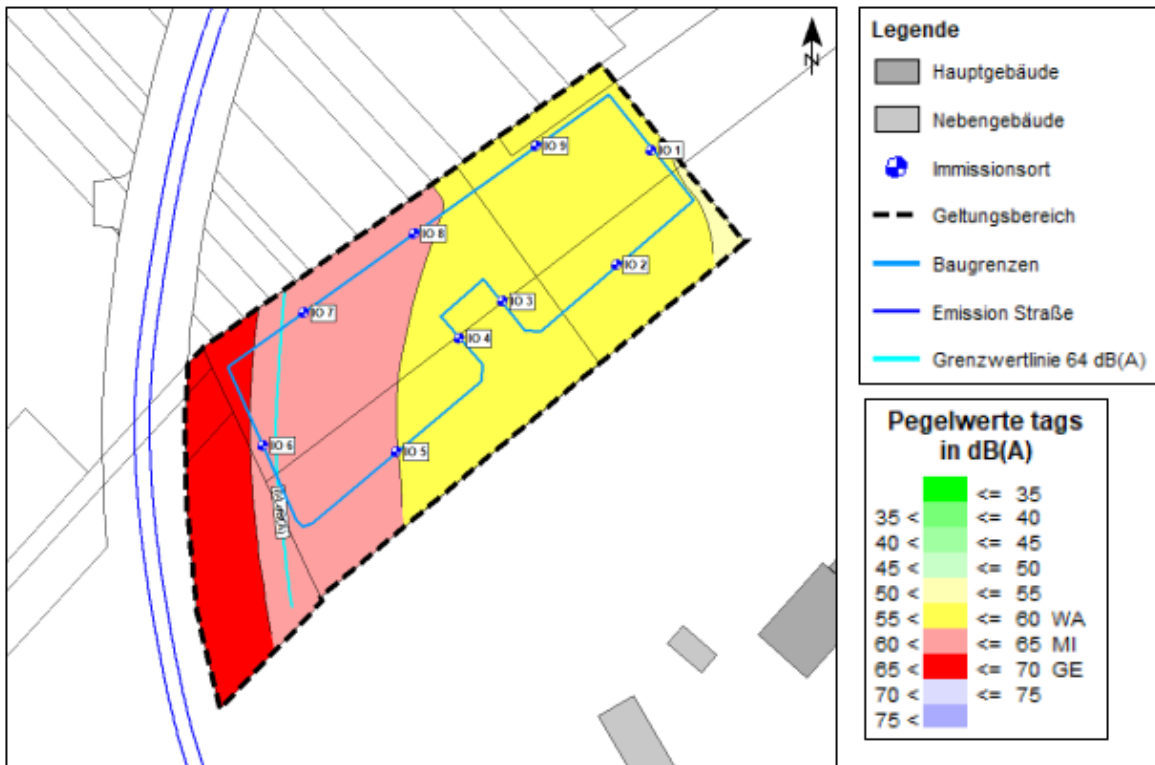 N
IO 9
IO 1
IO 8
IO 2
IO 3
IO 7
IO 4
IO 6
IO 5
Legende
Hauptgebäude
Nebengebäude
Immissionsort
Geltungsbereich
Baugrenzen
Emission Straße
Grenzwertlinie 64 dB(A)
Pegelwerte tags
in dB(A)
<= 35
35 < <= 40
40 < <= 45
45 < <= 50
50 < <= 55
55 < <= 60 WA
60 < <= 65 MI
65 < <= 70 GE
70 < <= 75
75 <